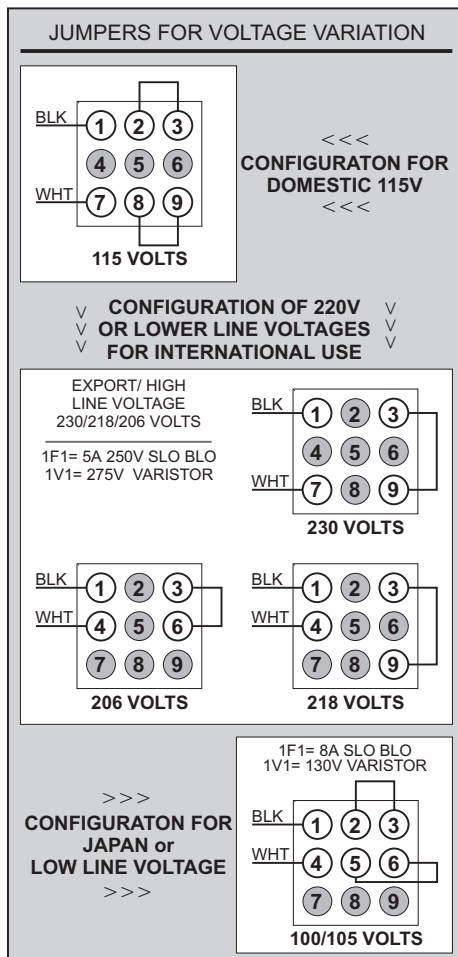 JUMPERS FOR VOLTAGE VARIATION
BLK 1 2 3
4 5 6
WHT 7 8 9
115 VOLTS
<<<
CONFIGURATON FOR
DOMESTIC 115V
<<<
V CONFIGURATION OF 220V V
V OR LOWER LINE VOLTAGES V
V FOR INTERNATIONAL USE V
EXPORT/ HIGH
LINE VOLTAGE
230/218/206 VOLTS
1F1= 5A 250V SLO BLO
1V1= 275V VARISTOR
BLK 1 2 3
4 5 6
WHT 7 8 9
230 VOLTS
BLK 1 2 3
WHT 4 5 6
7 8 9
206 VOLTS
BLK 1 2 3
WHT 4 5 6
7 8 9
218 VOLTS
>>>
CONFIGURATON FOR
JAPAN or
LOW LINE VOLTAGE
>>>
1F1= 8A SLO BLO
1V1= 130V VARISTOR
BLK 1 2 3
WHT 4 5 6
7 8 9
100/105 VOLTS